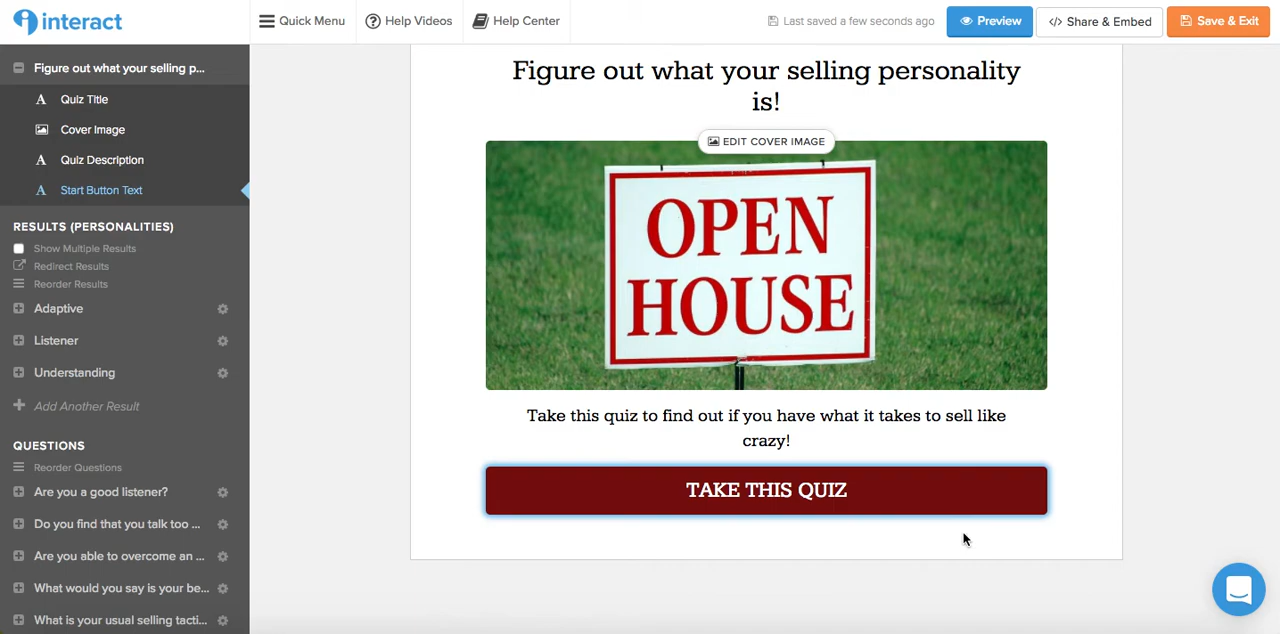 interact
Quick Menu
Help Videos
Help Center
Last saved a few seconds ago
Preview
</> Share & Embed
Save & Exit
Figure out what your selling p...
A Quiz Title
Cover Image
A Quiz Description
A Start Button Text
RESULTS (PERSONALITIES)
Show Multiple Results
Redirect Results
Reorder Results
Adaptive
Listener
Understanding
Add Another Result
QUESTIONS
Reorder Questions
Are you a good listener?
Do you find that you talk too ...
Are you able to overcome an ...
What would you say is your be...
What is your usual selling tacti...
Figure out what your selling personality
is!
EDIT COVER IMAGE
OPEN
HOUSE
Take this quiz to find out if you have what it takes to sell like
crazy!
TAKE THIS QUIZ